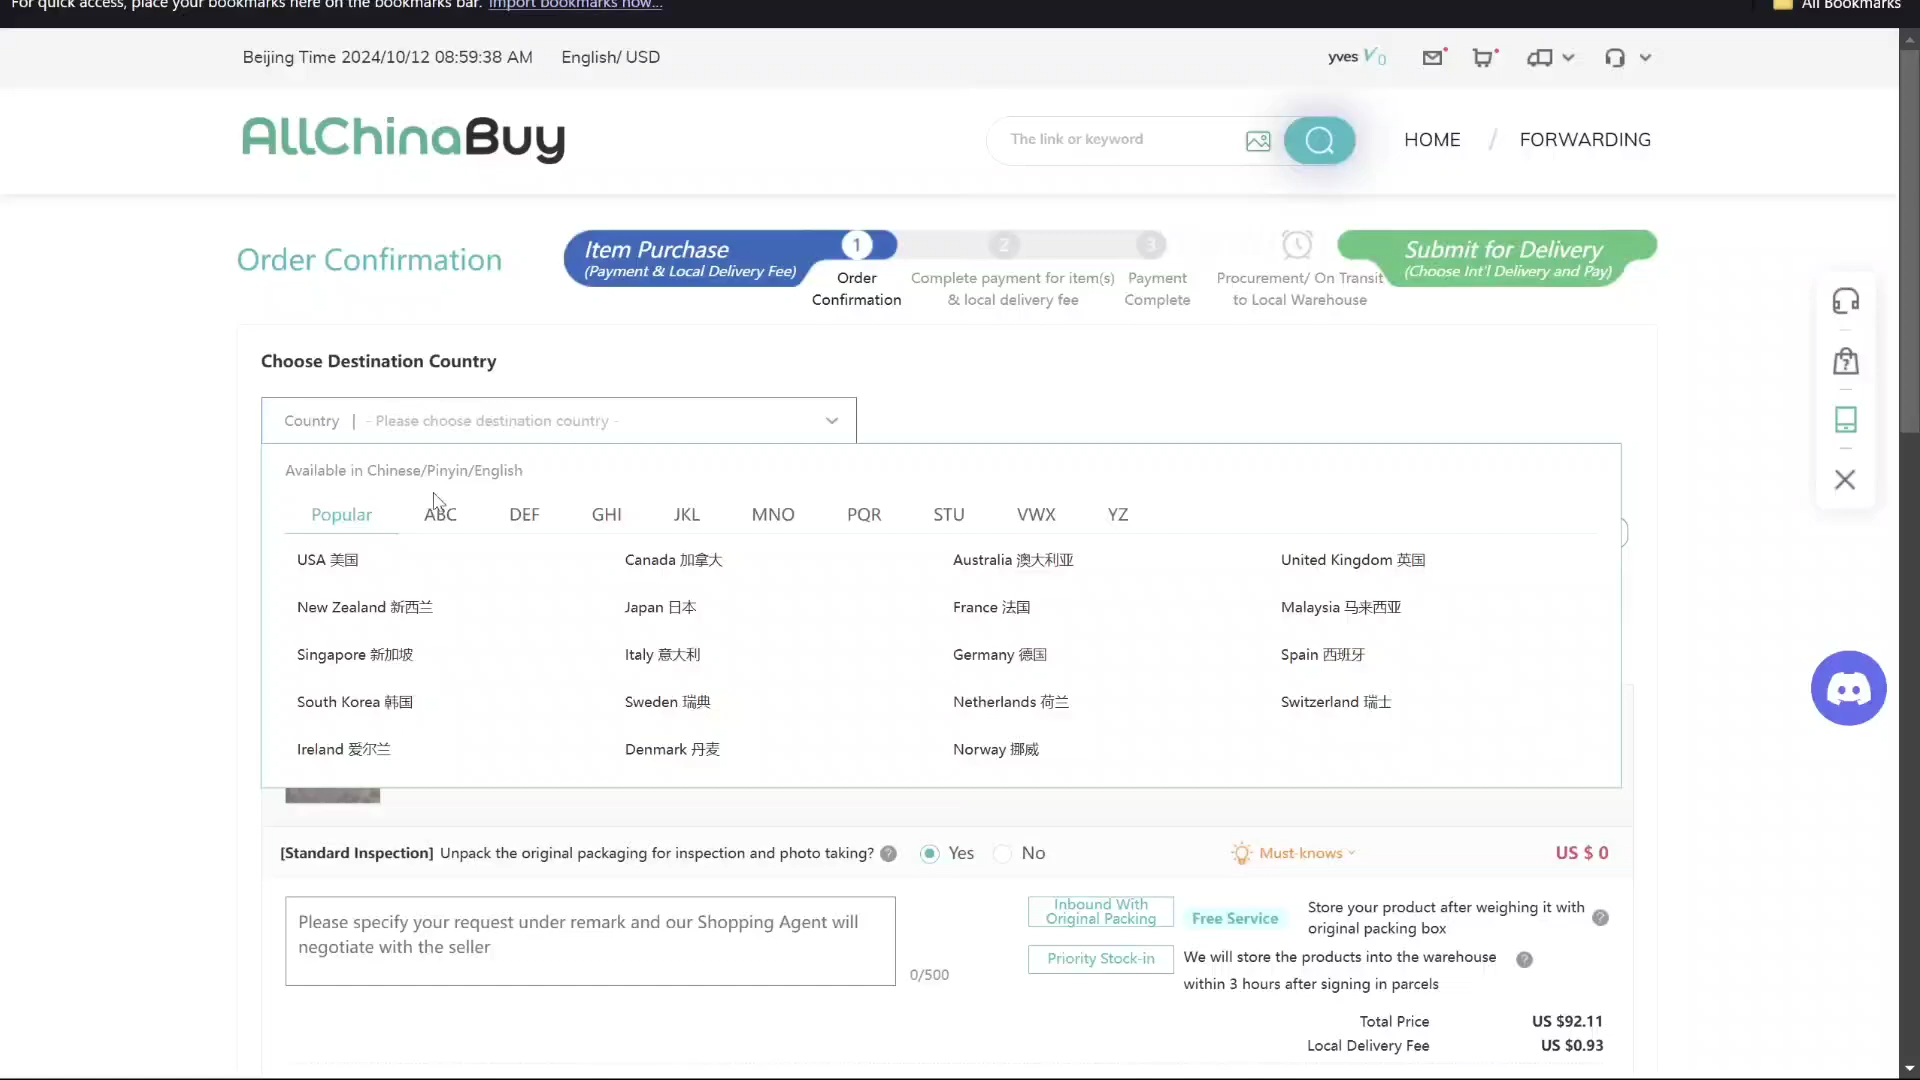 For quick access, place your bookmarks here on the bookmarks bar. Import bookmarks now...
All Bookmarks
Beijing Time 2024/10/12 08:59:38 AM English/ USD
yves V0
AllChinaBuy
The link or keyword
HOME / FORWARDING
Order Confirmation
Item Purchase
(Payment & Local Delivery Fee)
1
Order
Confirmation
2
Complete payment for item(s)
& local delivery fee
3
Payment
Complete
Procurement/ On Transit
to Local Warehouse
Submit for Delivery
(Choose Int'l Delivery and Pay)
Choose Destination Country
Country | - Please choose destination country -
Available in Chinese/Pinyin/English
Popular ABC DEF GHI JKL MNO PQR STU VWX YZ
USA 美国 Canada 加拿大 Australia 澳大利亚 United Kingdom 英国
New Zealand 新西兰 Japan 日本 France 法国 Malaysia 马来西亚
Singapore 新加坡 Italy 意大利 Germany 德国 Spain 西班牙
South Korea 韩国 Sweden 瑞典 Netherlands 荷兰 Switzerland 瑞士
Ireland 爱尔兰 Denmark 丹麦 Norway 挪威
[Standard Inspection] Unpack the original packaging for inspection and photo taking? ? Yes No Must-knows US $ 0
Please specify your request under remark and our Shopping Agent will
negotiate with the seller
0/500
Inbound With
Original Packing
Free Service
Store your product after weighing it with
original packing box
?
Priority Stock-in
We will store the products into the warehouse
within 3 hours after signing in parcels
?
Total Price US $92.11
Local Delivery Fee US $0.93